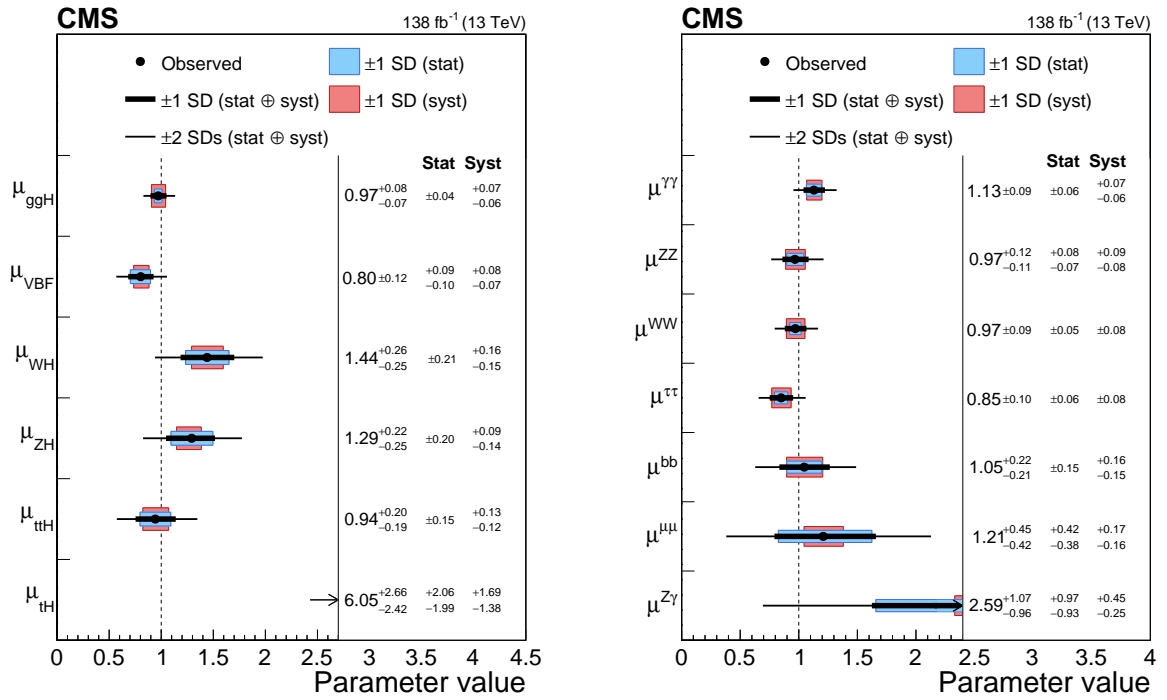 CMS 138 fb⁻¹ (13 TeV)
Observed ±1 SD (stat)
±1 SD (stat ⊕ syst) ±1 SD (syst)
±2 SDs (stat ⊕ syst)
Stat Syst
μggH 0.97 +0.08 −0.07 ±0.04 +0.07 −0.06
μVBF 0.80 ±0.12 +0.09 −0.10 +0.08 −0.07
μWH 1.44 +0.26 −0.25 ±0.21 +0.16 −0.15
μZH 1.29 +0.22 −0.25 ±0.20 +0.09 −0.14
μttH 0.94 +0.20 −0.19 ±0.15 +0.13 −0.12
μtH 6.05 +2.66 −2.42 +2.06 −1.99 +1.69 −1.38
0 0.5 1 1.5 2 2.5 3 3.5 4 4.5
Parameter value
CMS 138 fb⁻¹ (13 TeV)
Observed ±1 SD (stat)
±1 SD (stat ⊕ syst) ±1 SD (syst)
±2 SDs (stat ⊕ syst)
Stat Syst
μγγ 1.13 ±0.09 ±0.06 +0.07 −0.06
μZZ 0.97 +0.12 −0.11 +0.08 −0.07 +0.09 −0.08
μWW 0.97 ±0.09 ±0.05 ±0.08
μττ 0.85 ±0.10 ±0.06 ±0.08
μbb 1.05 +0.22 −0.21 ±0.15 +0.16 −0.15
μμμ 1.21 +0.45 −0.42 +0.42 −0.38 +0.17 −0.16
μZγ 2.59 +1.07 −0.96 +0.97 −0.93 +0.45 −0.25
0 0.5 1 1.5 2 2.5 3 3.5 4
Parameter value